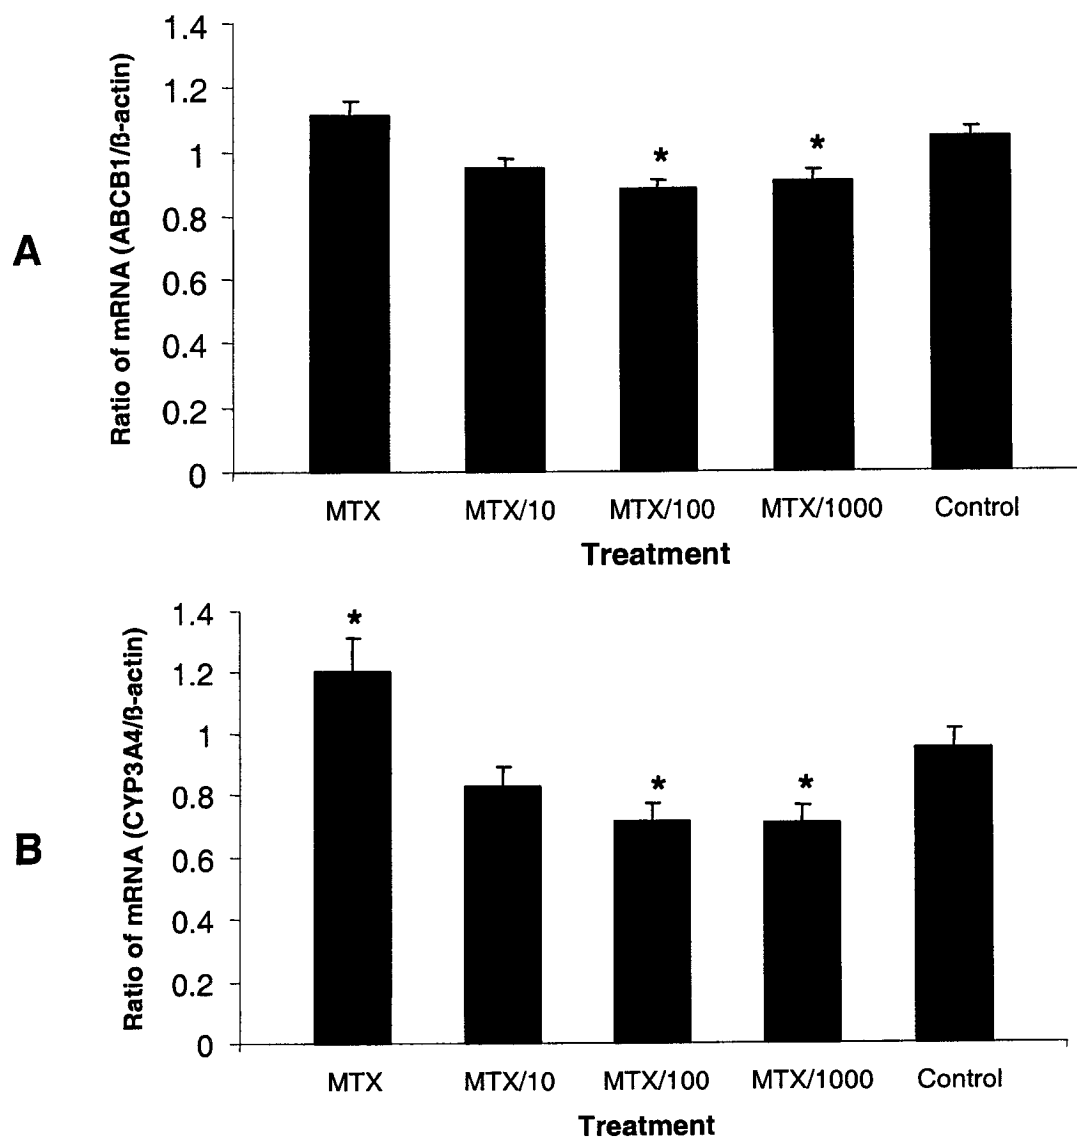 A
Ratio of mRNA (ABCB1/ß-actin)
1.4
1.2
1
0.8
0.6
0.4
0.2
0
*
*
MTX
MTX/10
MTX/100
MTX/1000
Control
Treatment
B
Ratio of mRNA (CYP3A4/ß-actin)
1.4
1.2
1
0.8
0.6
0.4
0.2
0
*
*
*
MTX
MTX/10
MTX/100
MTX/1000
Control
Treatment